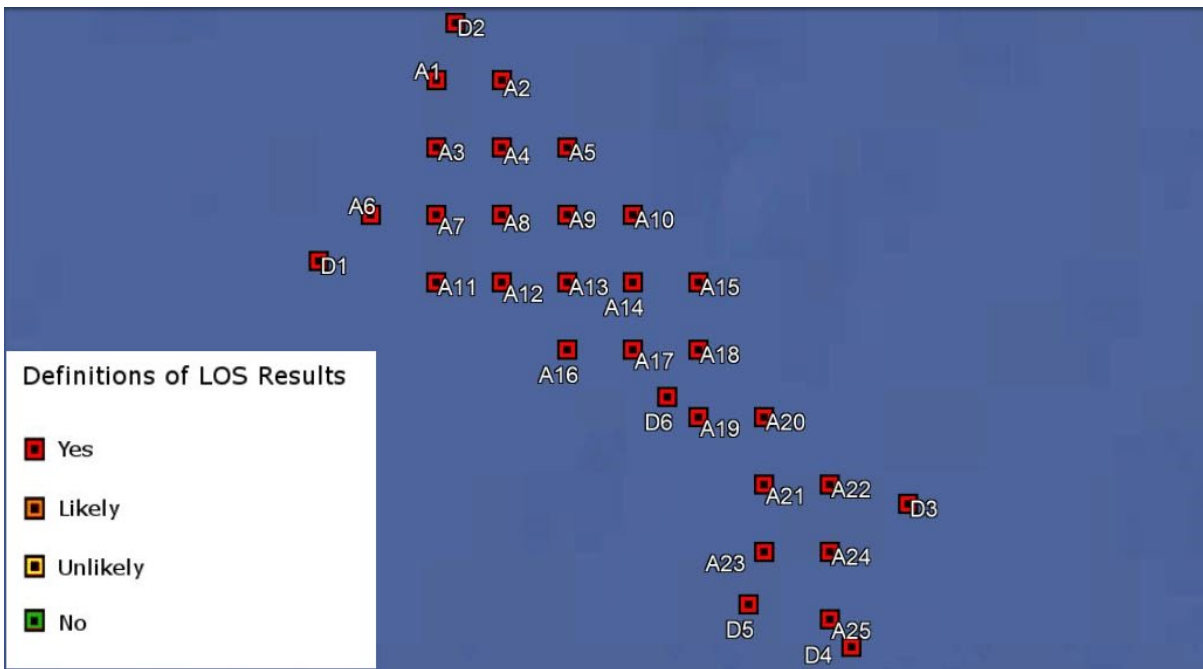 D2
A1
A2
A3
A4
A5
A6
A7
A8
A9
A10
D1
A11
A12
A13
A14
A15
A16
A17
A18
D6
A19
A20
A21
A22
D3
A23
A24
D5
A25
D4
Definitions of LOS Results
Yes
Likely
Unlikely
No